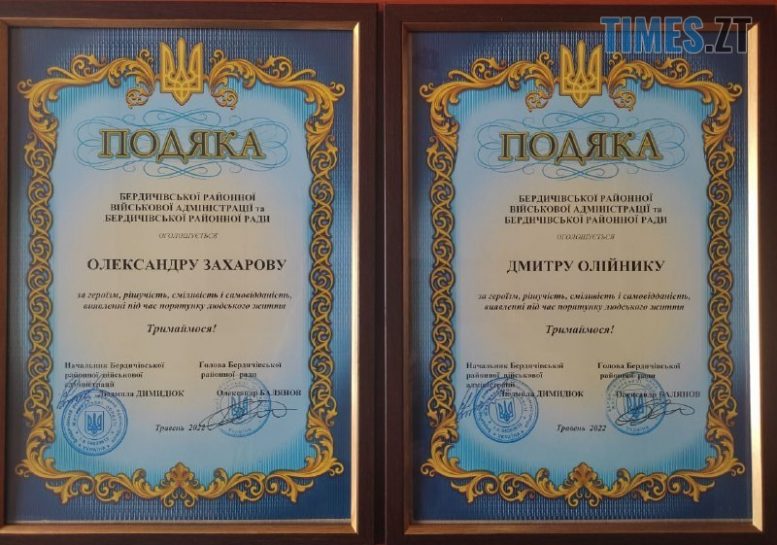 TIMES.ZT
ПОДЯКА
БЕРДИЧІВСЬКОЇ РАЙОННОЇ
ВІЙСЬКОВОЇ АДМІНІСТРАЦІЇ та
БЕРДИЧІВСЬКОЇ РАЙОННОЇ РАДИ
ОГОЛОШУЄТЬСЯ
ОЛЕКСАНДРУ ЗАХАРОВУ
за героїзм, рішучість, сміливість і самовідданість,
виявленні під час порятунку людського життя
Тримаймося!
Начальник Бердичівської
районної військової
адміністрації
Людмила ДИМИДЮК
Голова Бердичівської
районної ради
Олександр БАЛЯНОВ
Травень 2022
ПОДЯКА
БЕРДИЧІВСЬКОЇ РАЙОННОЇ
ВІЙСЬКОВОЇ АДМІНІСТРАЦІЇ та
БЕРДИЧІВСЬКОЇ РАЙОННОЇ РАДИ
ОГОЛОШУЄТЬСЯ
ДМИТРУ ОЛІЙНИКУ
за героїзм, рішучість, сміливість і самовідданість,
виявленні під час порятунку людського життя
Тримаймося!
Начальник Бердичівської
районної військової
адміністрації
Людмила ДИМИДЮК
Голова Бердичівської
районної ради
Олександр БАЛЯНОВ
Травень 2022